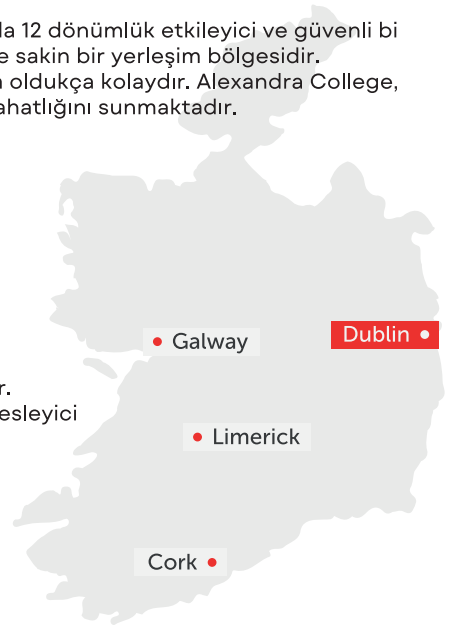 da 12 dönümlük etkileyici ve güvenli bi
e sakin bir yerleşim bölgesidir.
oldukça kolaydır. Alexandra College,
ahatlığını sunmaktadır.
Galway
Dublin
r.
esleyici
Limerick
Cork